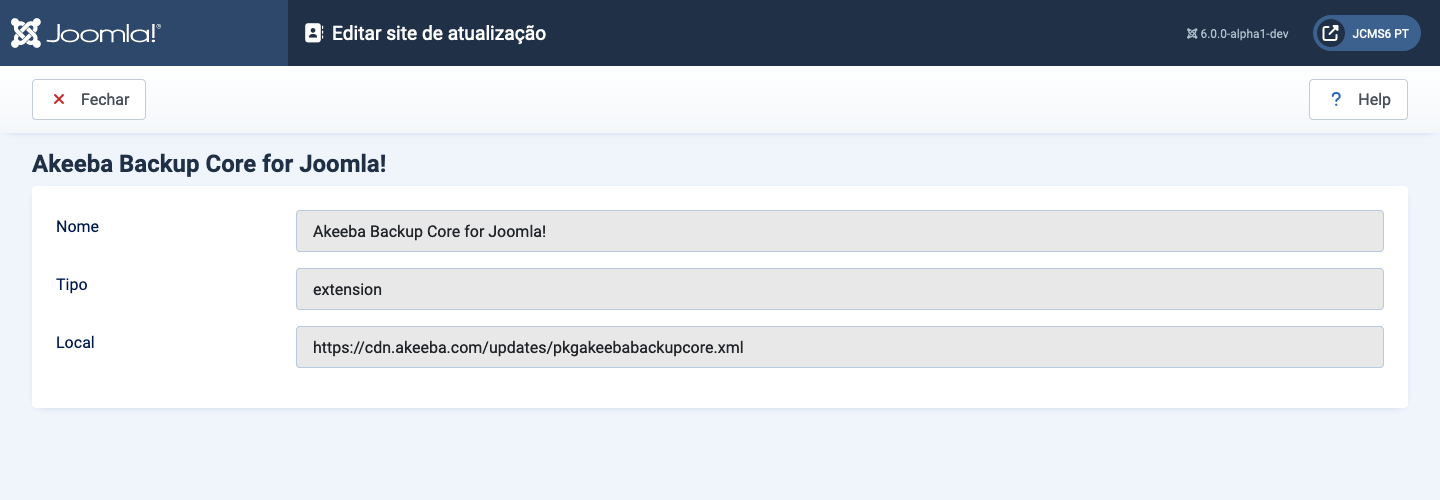 Joomla!®
Editar site de atualização
6.0.0-alpha1-dev
JCMS6 PT
Fechar
? Help
Akeeba Backup Core for Joomla!
Nome
Akeeba Backup Core for Joomla!
Tipo
extension
Local
https://cdn.akeeba.com/updates/pkgakeebabackupcore.xml